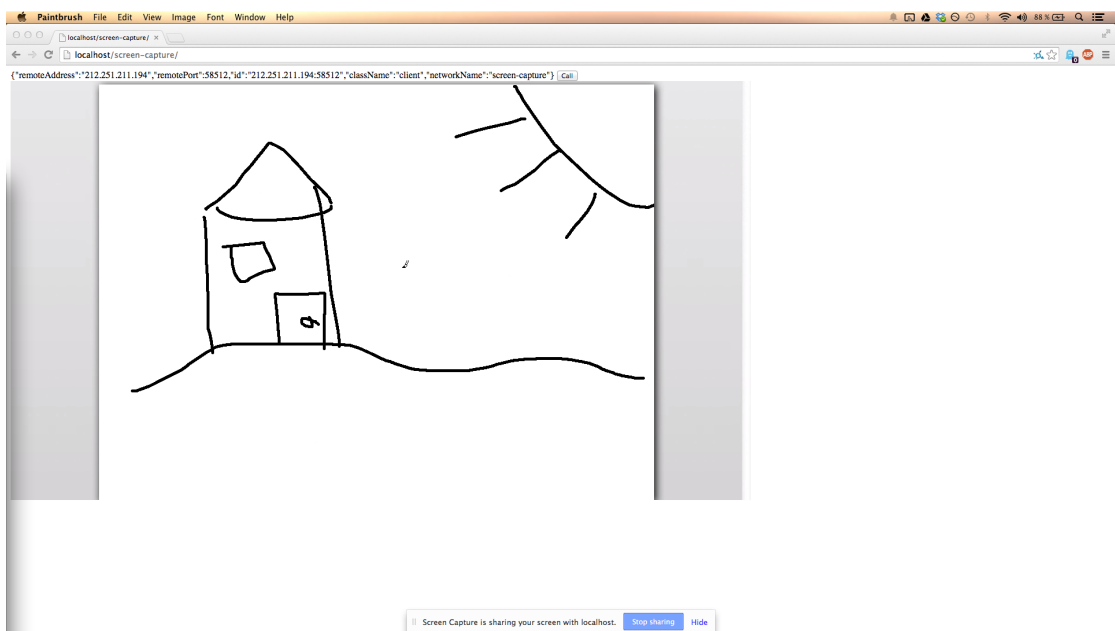 Paintbrush File Edit View Image Font Window Help 88% Q
localhost/screen-capture/ ×
localhost/screen-capture/ ABP
0
{"remoteAddress":"212.251.211.194","remotePort":58512,"id":"212.251.211.194:58512","className":"client","networkName":"screen-capture"} Call
Screen Capture is sharing your screen with localhost. Stop sharing Hide